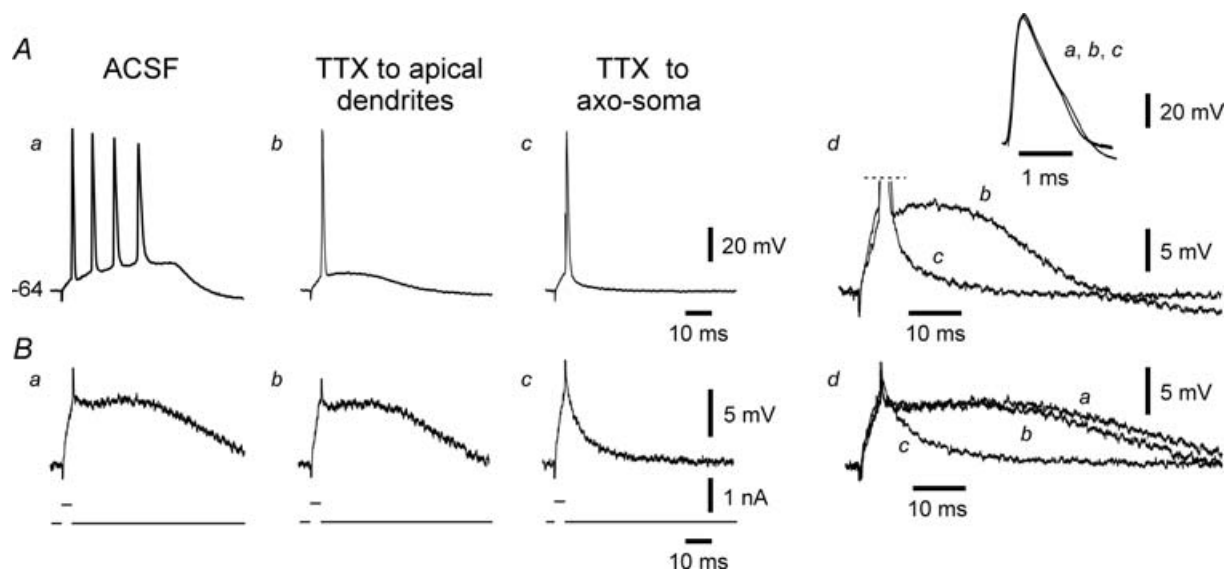 A
ACSF
TTX to apical
dendrites
TTX to
axo-soma
a, b, c
20 mV
1 ms
a
b
c
d
-64
20 mV
10 ms
b
c
5 mV
10 ms
B
a
b
c
d
5 mV
1 nA
10 ms
a
b
c
5 mV
10 ms